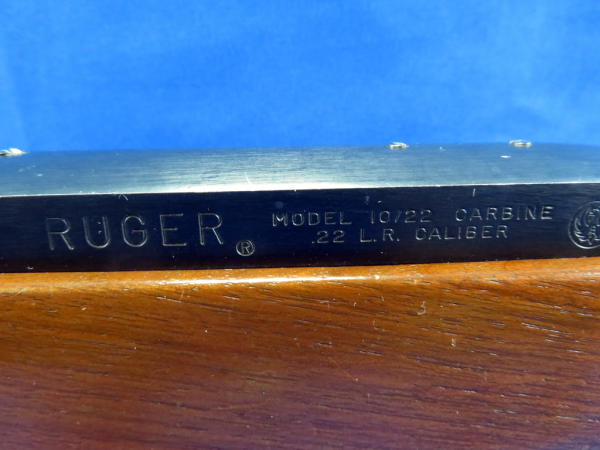 RUGER ® MODEL 10/22 CARBINE
.22 L.R. CALIBER